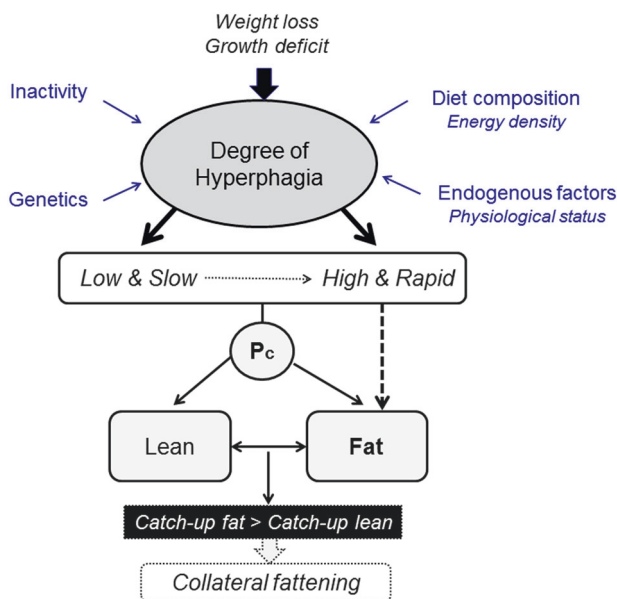 Weight loss
Growth deficit
Inactivity
Diet composition
Energy density
Degree of
Hyperphagia
Genetics
Endogenous factors
Physiological status
Low & Slow
High & Rapid
Pc
Lean
Fat
Catch-up fat > Catch-up lean
Collateral fattening